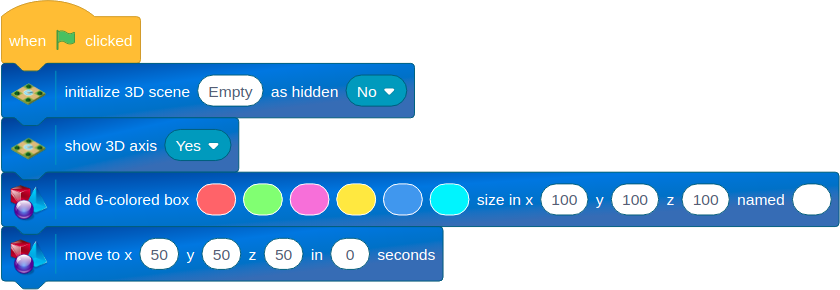 when clicked
initialize 3D scene Empty as hidden No
show 3D axis Yes
add 6-colored box size in x 100 y 100 z 100 named
move to x 50 y 50 z 50 in 0 seconds